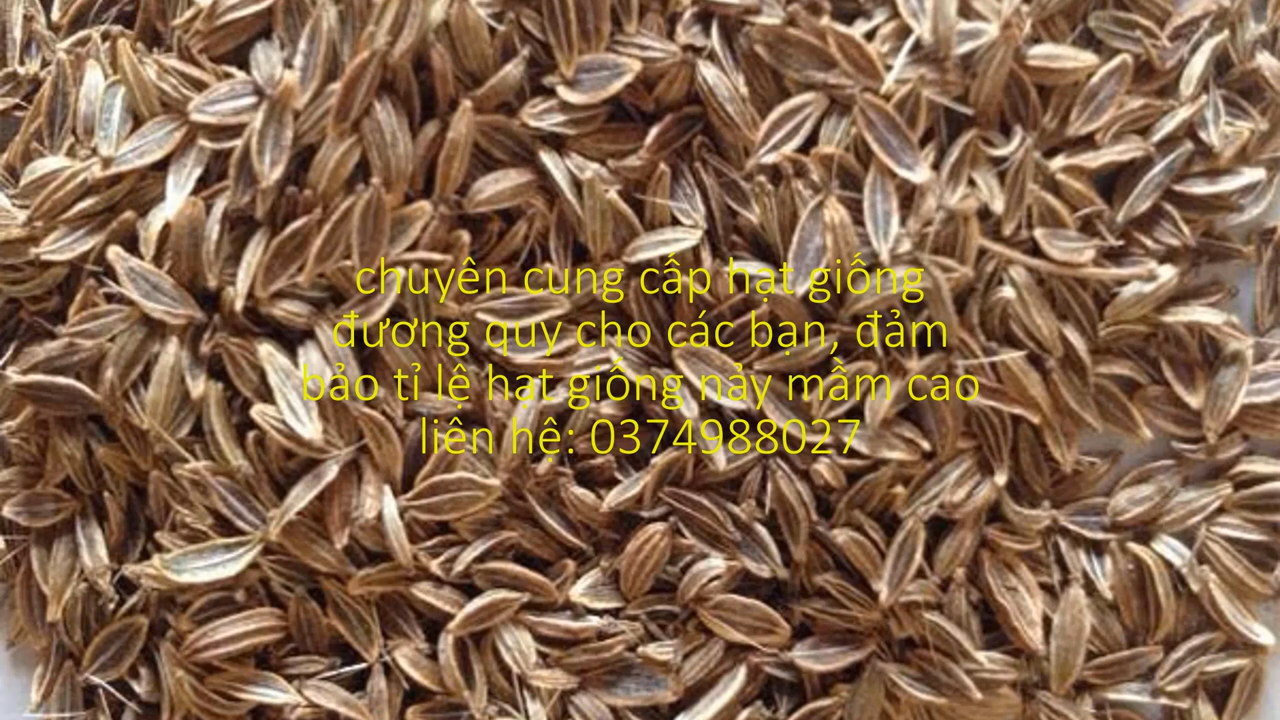 chuyên cung cấp hạt giống
đương quy cho các bạn, đảm
bảo tỉ lệ hạt giống nảy mầm cao
liên hệ: 0374988027